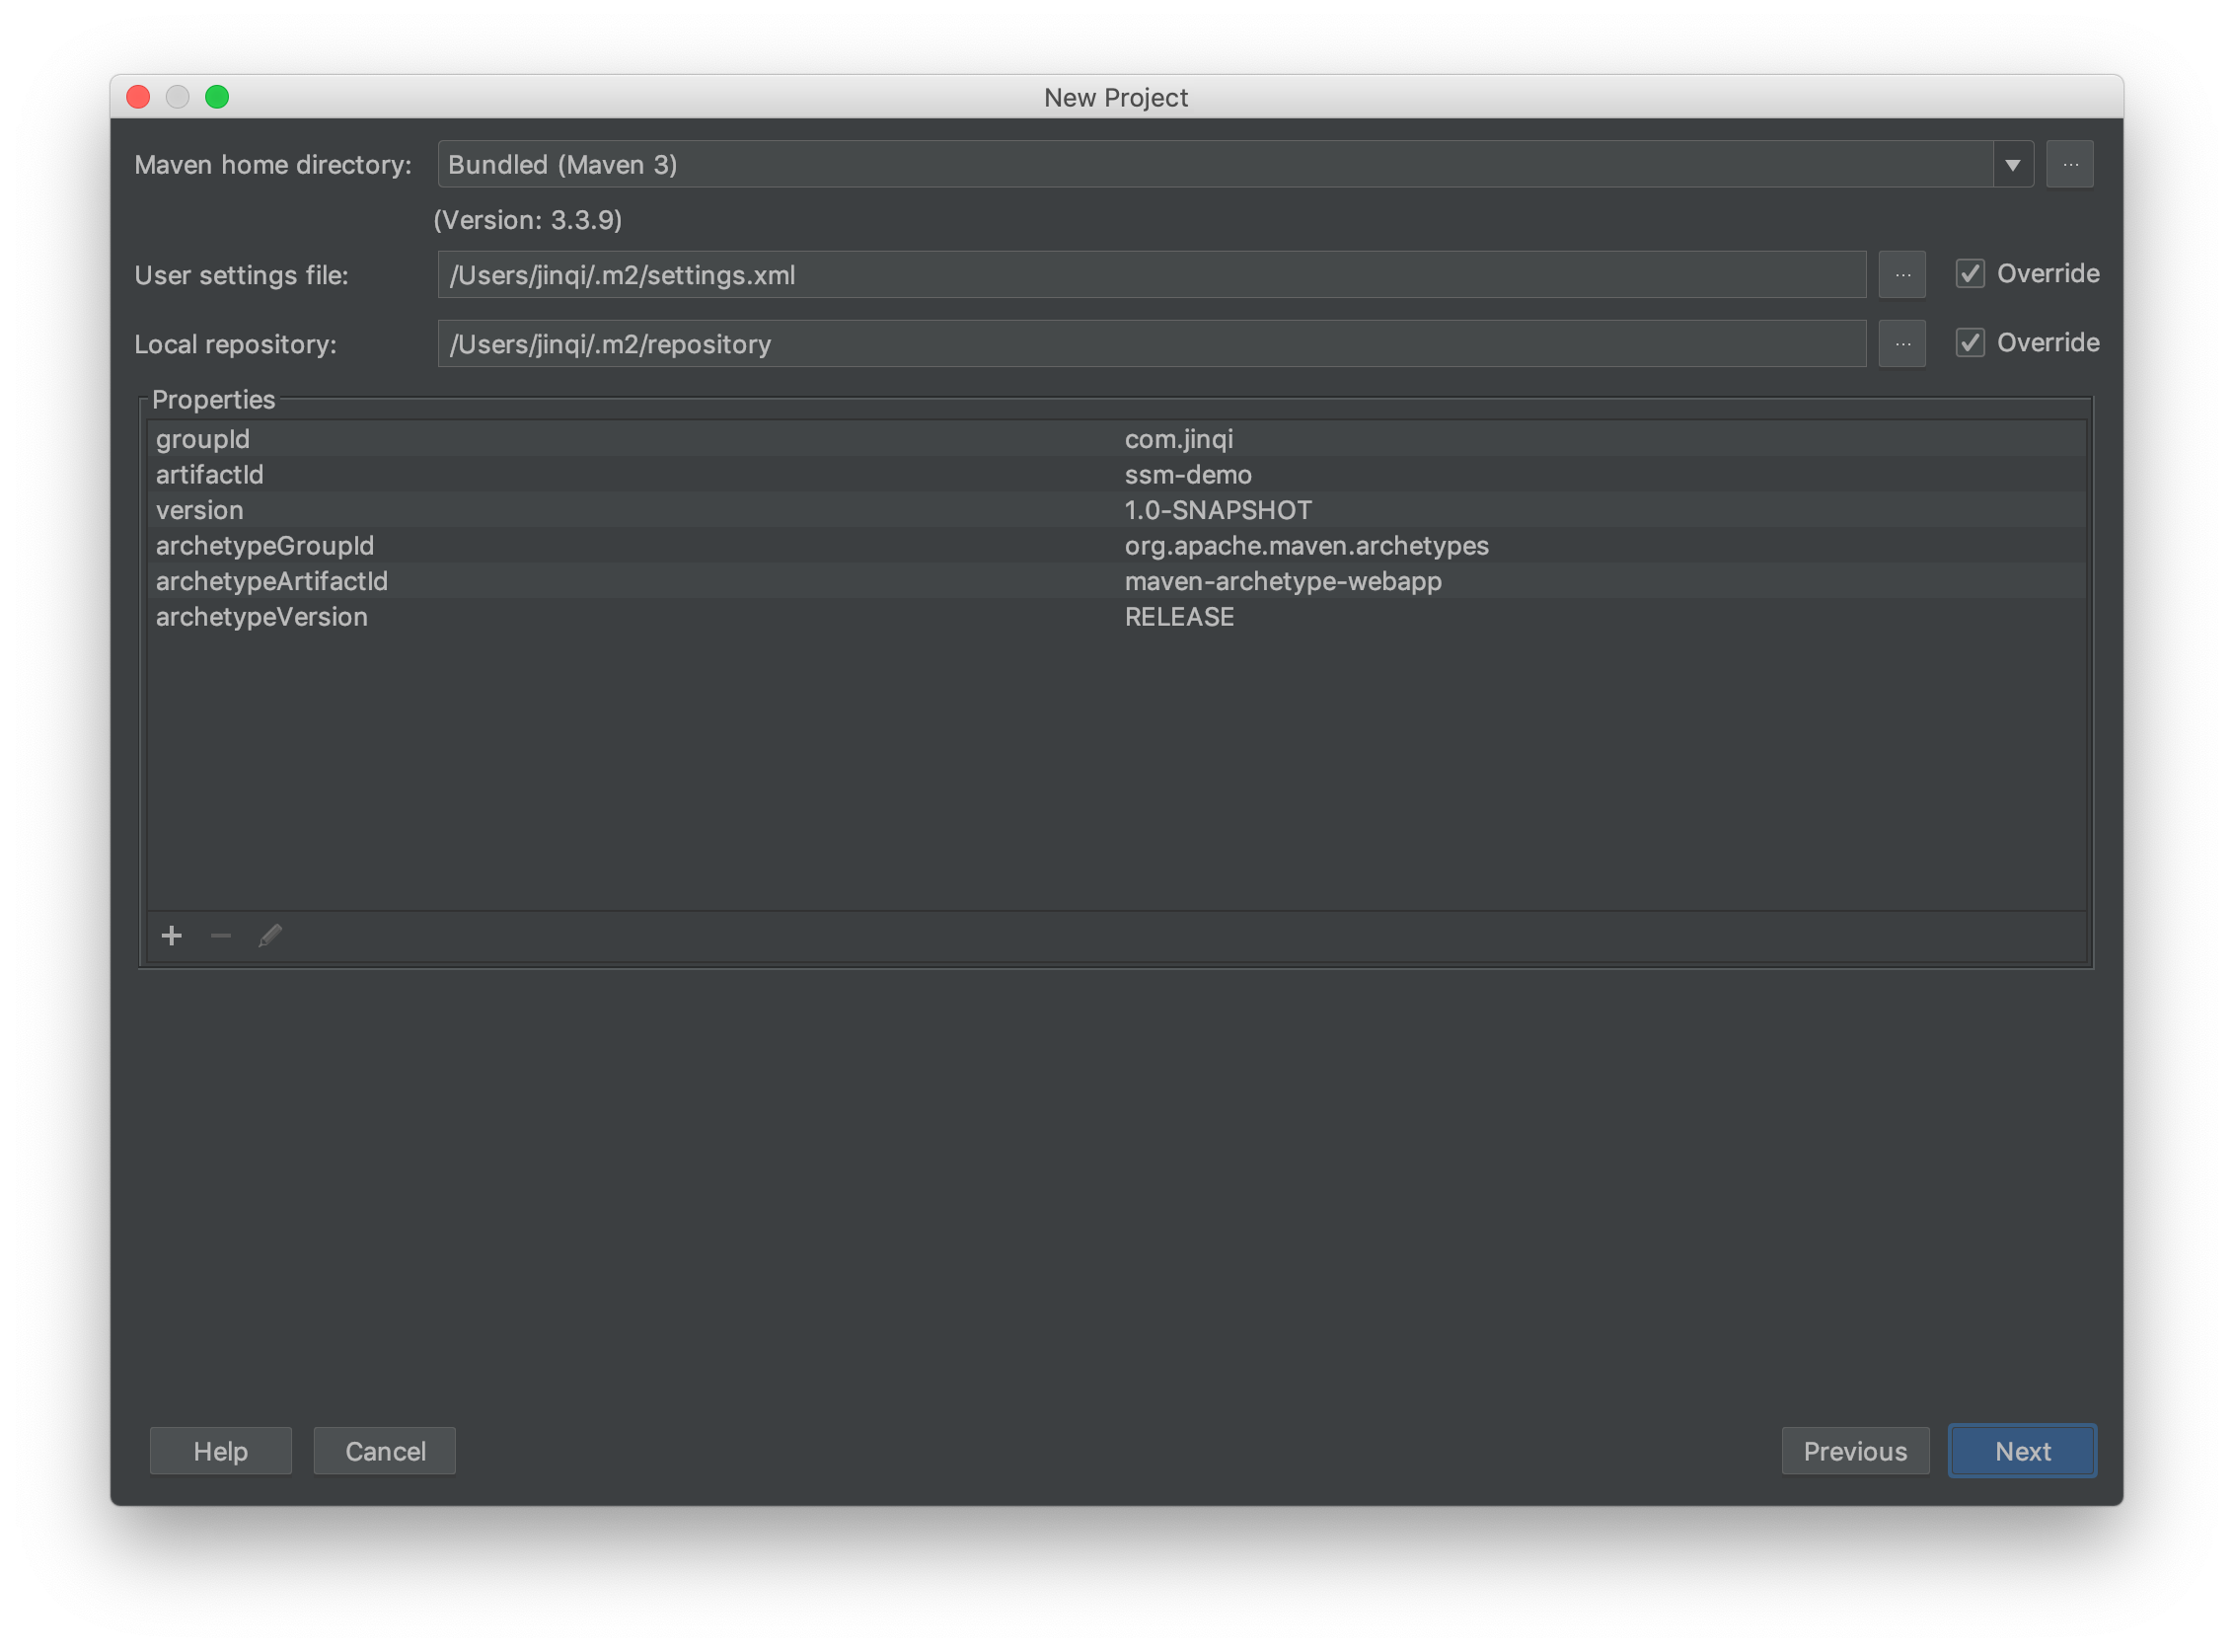 New Project
Maven home directory: Bundled (Maven 3) ...
(Version: 3.3.9)
User settings file: /Users/jinqi/.m2/settings.xml ... Override
Local repository: /Users/jinqi/.m2/repository ... Override
Properties
groupId com.jinqi
artifactId ssm-demo
version 1.0-SNAPSHOT
archetypeGroupId org.apache.maven.archetypes
archetypeArtifactId maven-archetype-webapp
archetypeVersion RELEASE
Help Cancel Previous Next